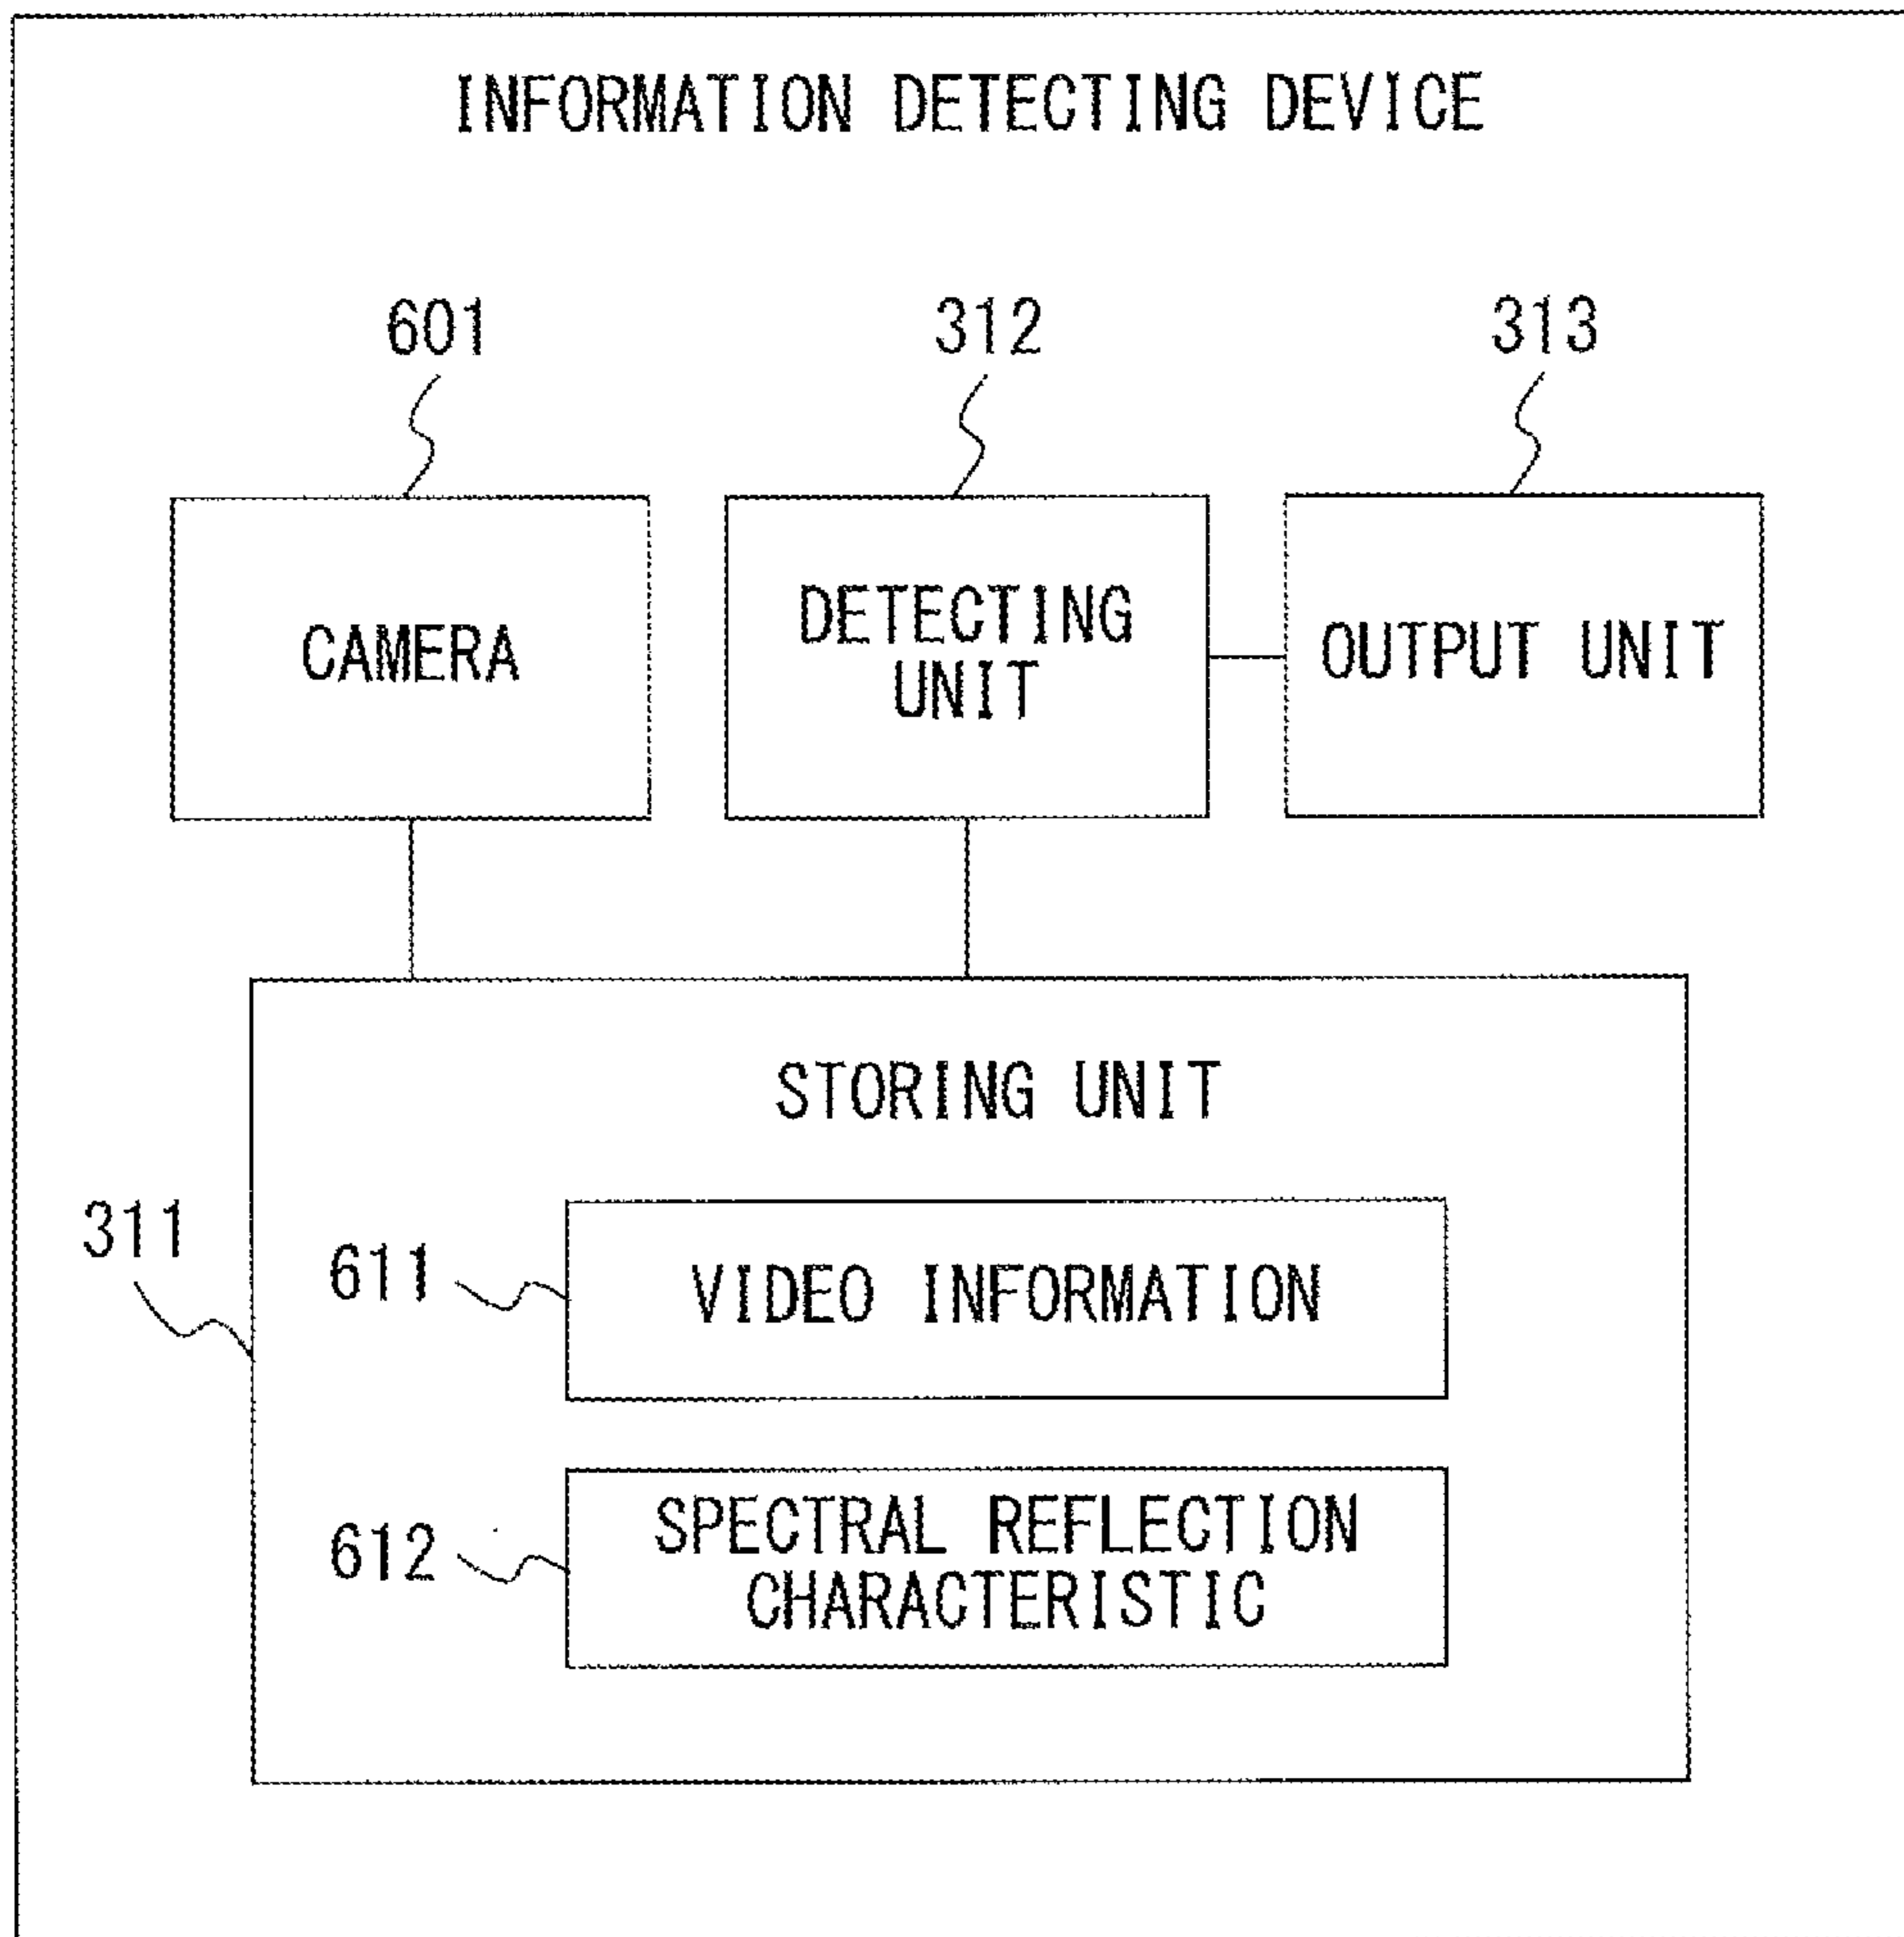 INFORMATION DETECTING DEVICE
601
312
313
CAMERA
DETECTING
UNIT
OUTPUT UNIT
STORING UNIT
311
611
VIDEO INFORMATION
612
SPECTRAL REFLECTION
CHARACTERISTIC